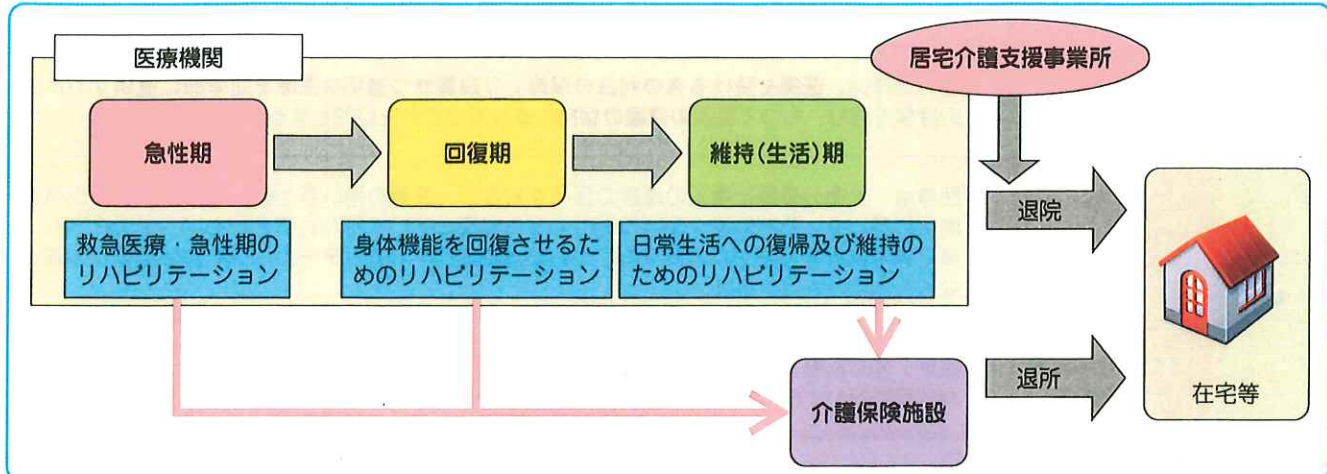 医療機関
居宅介護支援事業所
急性期
回復期
維持(生活)期
救急医療・急性期の
リハビリテーション
身体機能を回復させるた
めのリハビリテーション
日常生活への復帰及び維持の
ためのリハビリテーション
退院
介護保険施設
退所
在宅等